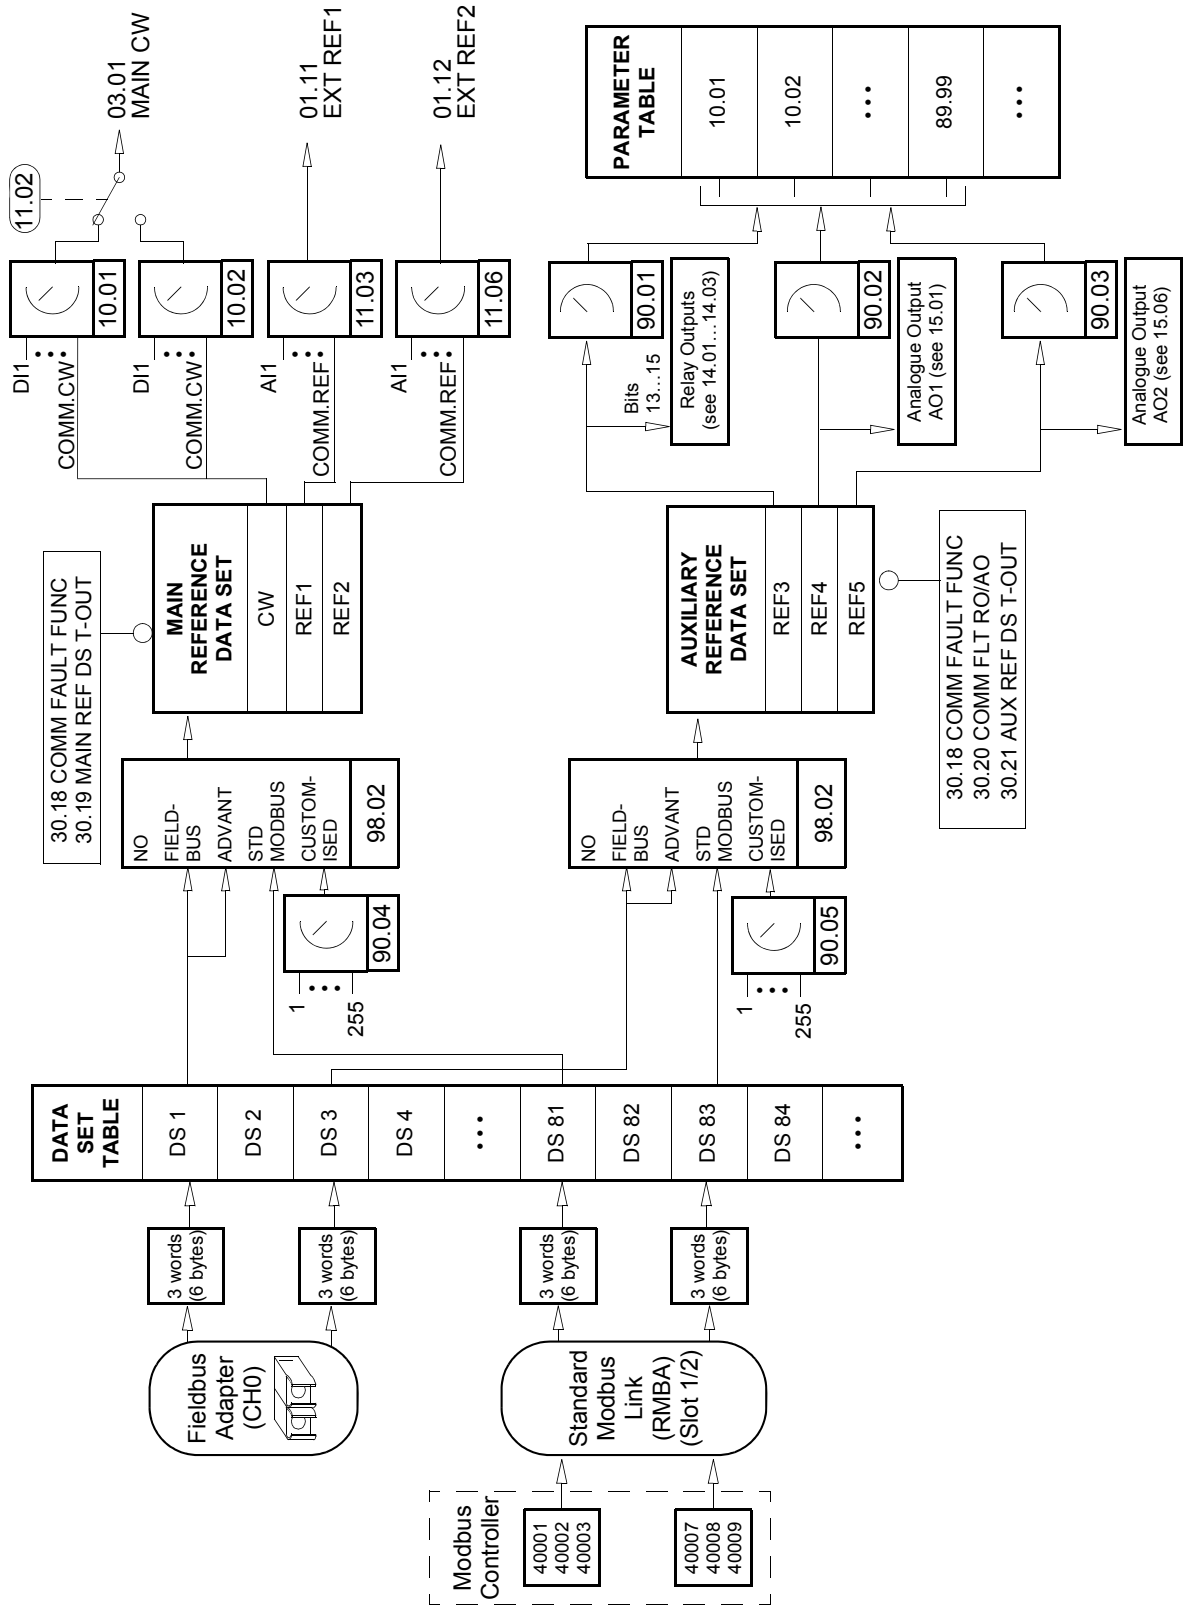 Modbus
Controller
40001
40002
40003
40007
40008
40009
Fieldbus
Adapter
(CH0)
Standard
Modbus
Link
(RMBA)
(Slot 1/2)
3 words
(6 bytes)
3 words
(6 bytes)
3 words
(6 bytes)
3 words
(6 bytes)
DATA
SET
TABLE
DS 1
DS 2
DS 3
DS 4
•••
DS 81
DS 82
DS 83
DS 84
•••
1
•••
255
90.04
1
•••
255
90.05
NO
FIELD-
BUS
ADVANT
STD
MODBUS
CUSTOM-
ISED
98.02
NO
FIELD-
BUS
ADVANT
STD
MODBUS
CUSTOM-
ISED
98.02
30.18 COMM FAULT FUNC
30.19 MAIN REF DS T-OUT
MAIN
REFERENCE
DATA SET
CW
REF1
REF2
AUXILIARY
REFERENCE
DATA SET
REF3
REF4
REF5
30.18 COMM FAULT FUNC
30.20 COMM FLT RO/AO
30.21 AUX REF DS T-OUT
DI1
•••
COMM.CW
10.01
DI1
•••
COMM.CW
10.02
AI1
•••
COMM.REF
11.03
AI1
•••
COMM.REF
11.06
11.02
03.01
MAIN CW
01.11
EXT REF1
01.12
EXT REF2
Bits
13...15
90.01
Relay Outputs
(see 14.01...14.03)
90.02
Analogue Output
AO1 (see 15.01)
90.03
Analogue Output
AO2 (see 15.06)
PARAMETER
TABLE
10.01
10.02
•••
89.99
•••